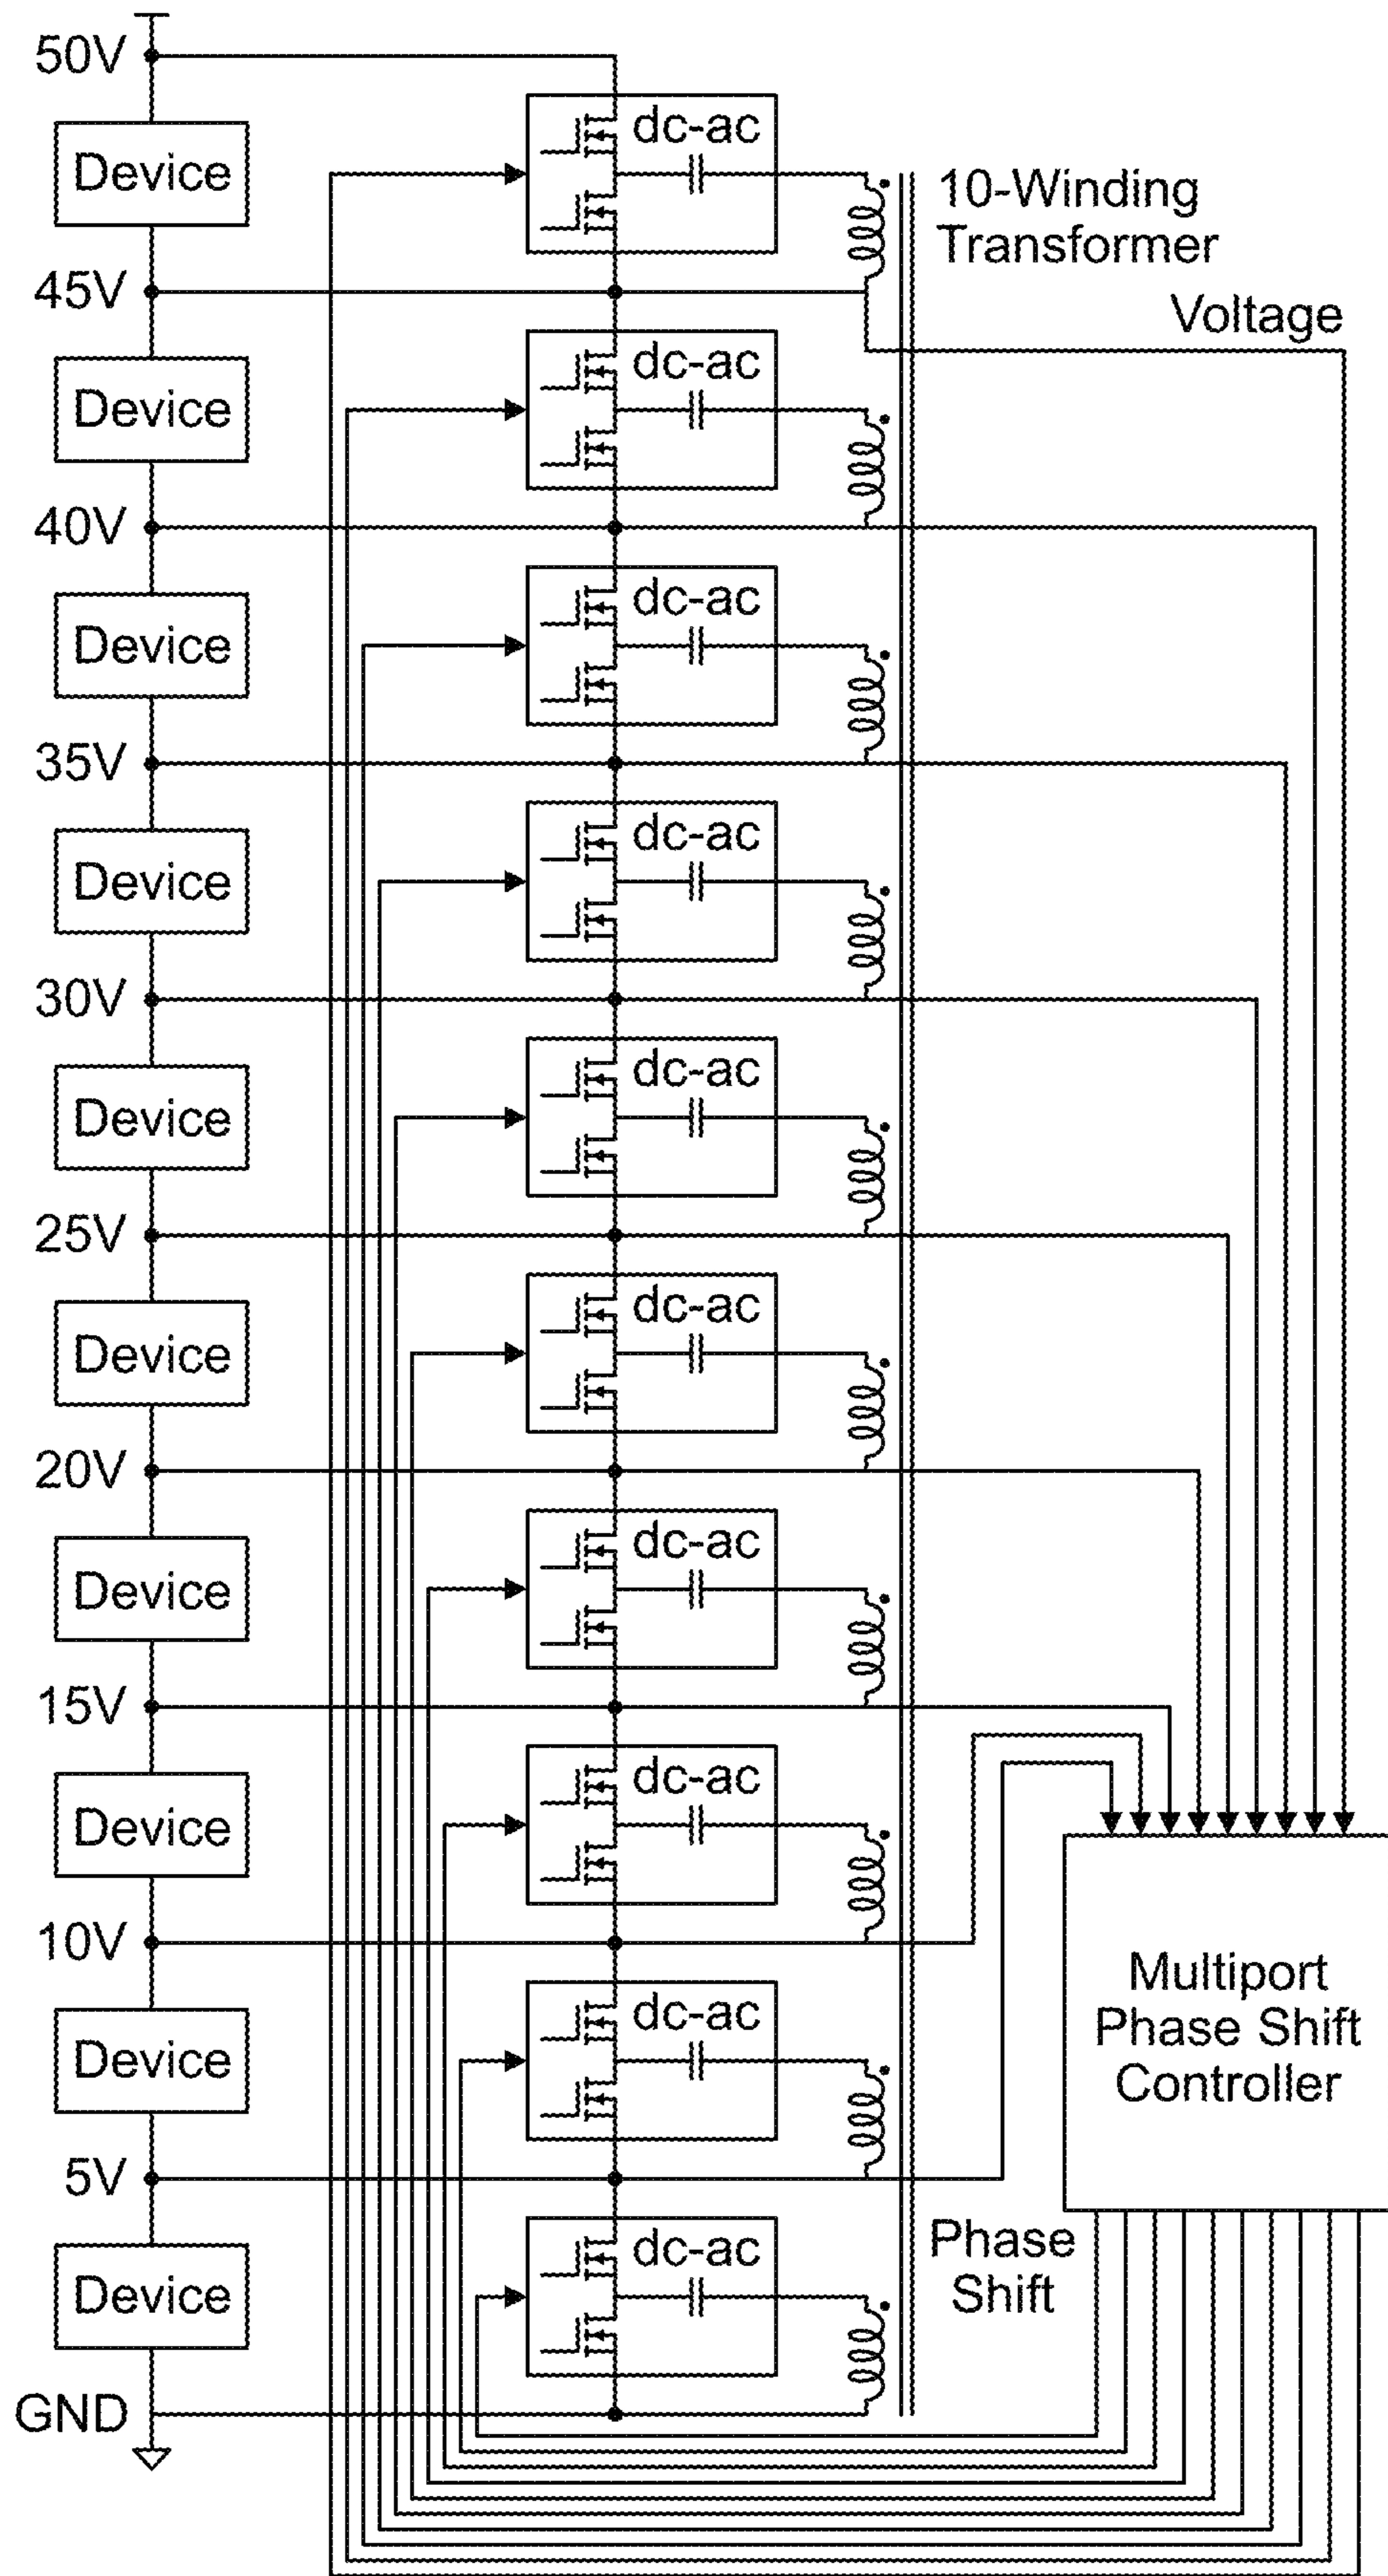 50V
dc-ac
Device
10-Winding
Transformer
45V
Voltage
dc-ac
Device
40V
dc-ac
Device
35V
dc-ac
Device
30V
dc-ac
Device
25V
dc-ac
Device
20V
dc-ac
Device
15V
dc-ac
Device
10V
Multiport
Phase Shift
Controller
dc-ac
Device
5V
Phase
Shift
dc-ac
Device
GND